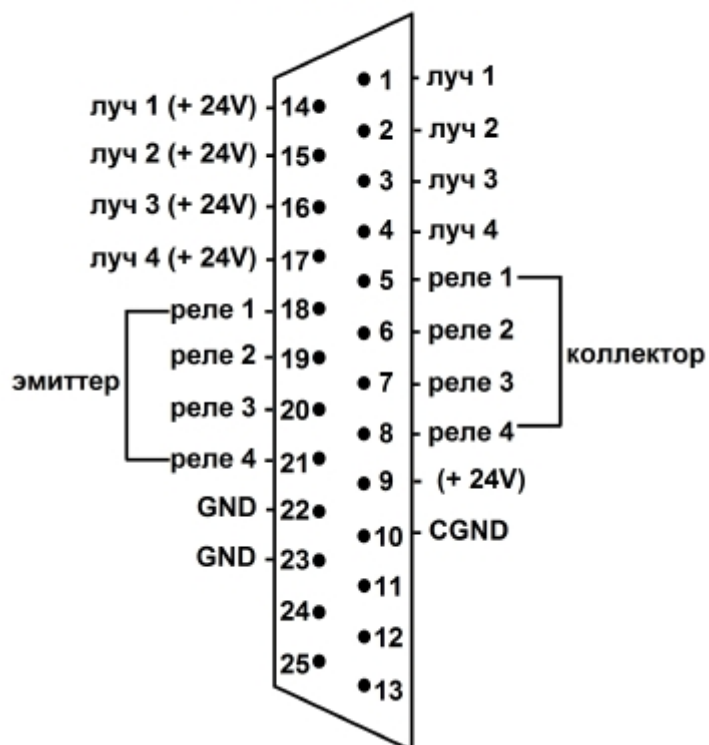 1 луч 1
луч 1 (+ 24V) 14
2 луч 2
луч 2 (+ 24V) 15
3 луч 3
луч 3 (+ 24V) 16
4 луч 4
луч 4 (+ 24V) 17
5 реле 1
реле 1 18
6 реле 2
реле 2 19
коллектор
эмиттер
7 реле 3
реле 3 20
8 реле 4
реле 4 21
9 (+ 24V)
GND 22
10 CGND
GND 23
11
24
12
25
13